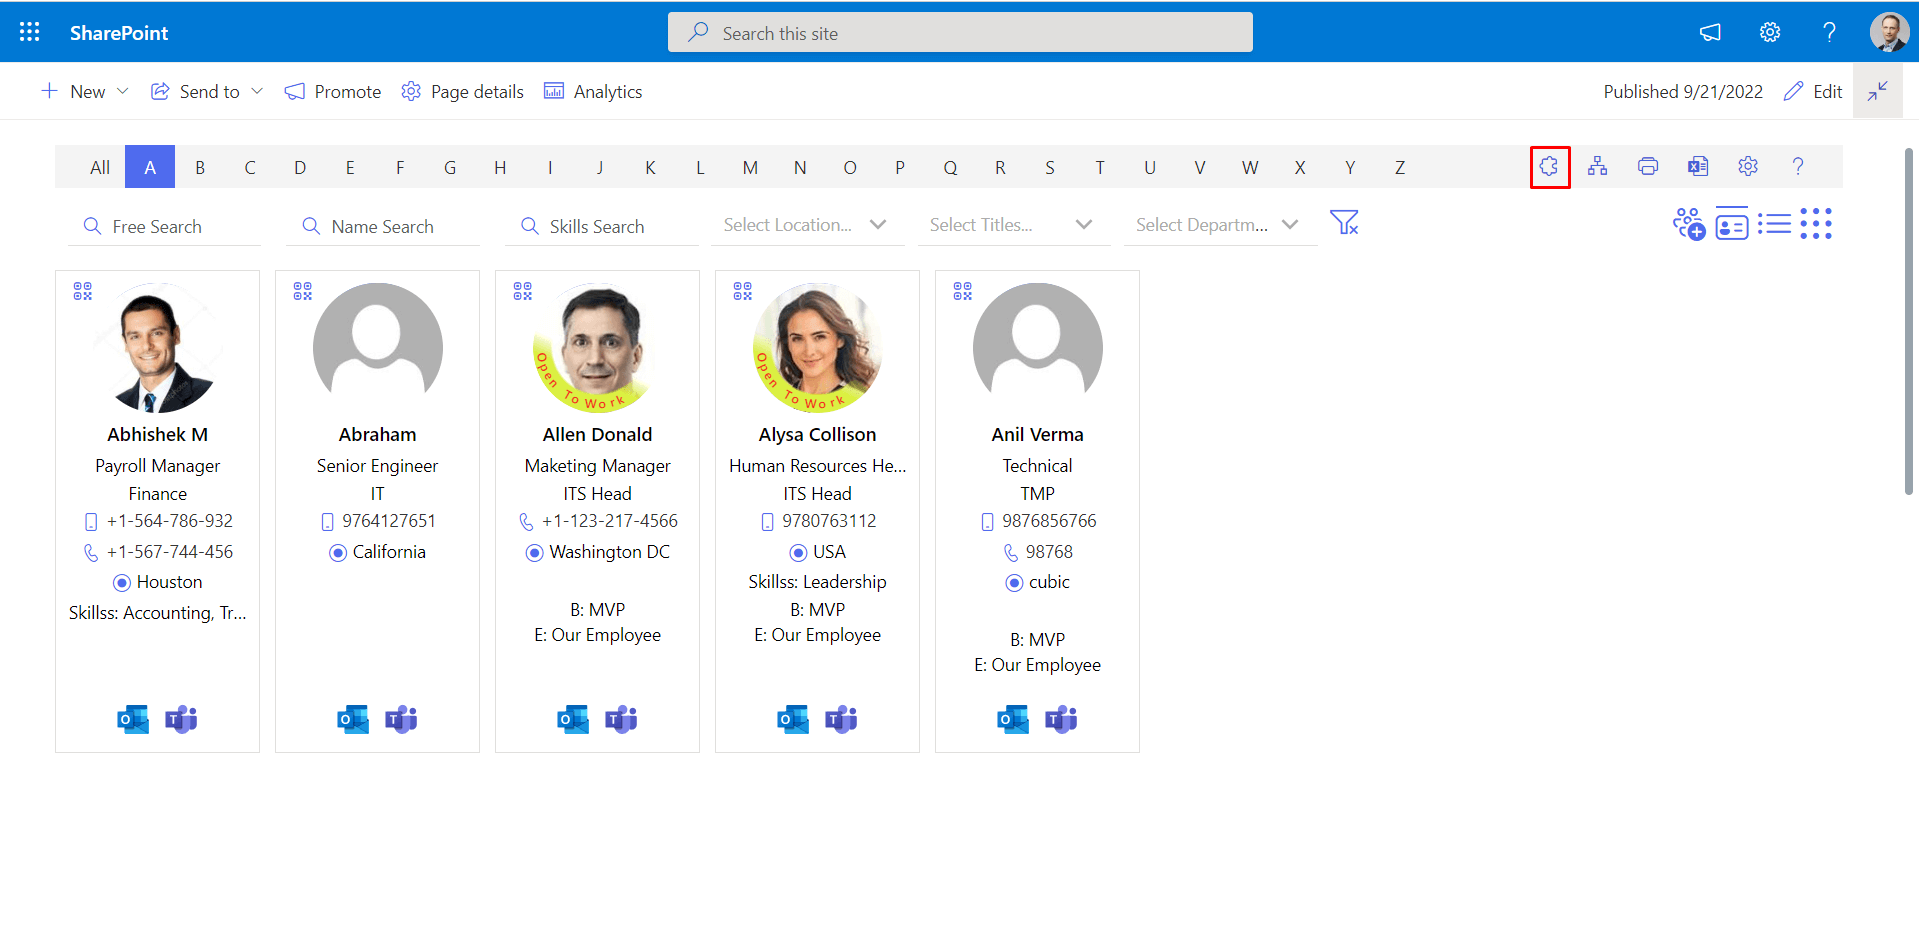 SharePoint
Search this site
New
Send to
Promote
Page details
Analytics
Published 9/21/2022
Edit
All A B C D E F G H I J K L M N O P Q R S T U V W X Y Z
Free Search
Name Search
Skills Search
Select Location...
Select Titles...
Select Departm...
Open To Work
Abhishek M
Payroll Manager
Finance
+1-564-786-932
+1-567-744-456
Houston
Skillss: Accounting, Tr...
Abraham
Senior Engineer
IT
9764127651
California
Allen Donald
Maketing Manager
ITS Head
+1-123-217-4566
Washington DC
B: MVP
E: Our Employee
Open To Work
Alysa Collison
Human Resources He...
ITS Head
9780763112
USA
Skillss: Leadership
B: MVP
E: Our Employee
Anil Verma
Technical
TMP
9876856766
98768
cubic
B: MVP
E: Our Employee